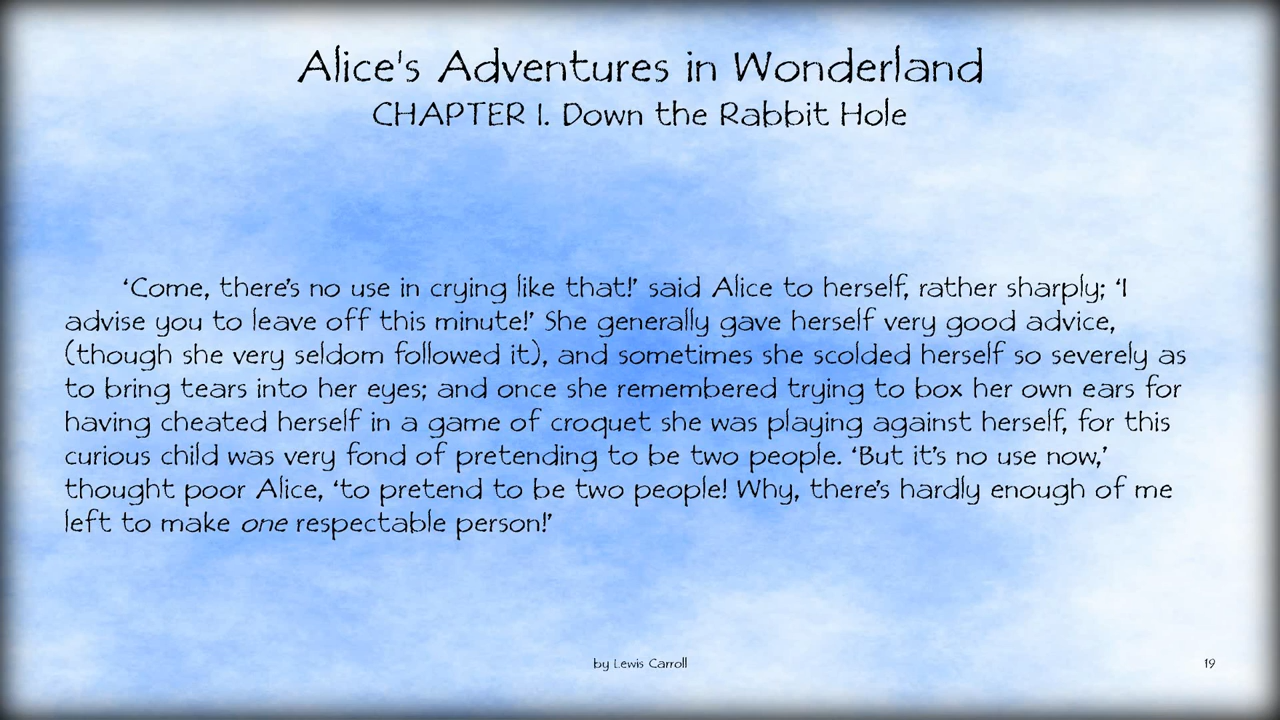 Alice's Adventures in Wonderland
CHAPTER I. Down the Rabbit Hole
‘Come, there’s no use in crying like that!’ said Alice to herself, rather sharply; ‘I
advise you to leave off this minute!’ She generally gave herself very good advice,
(though she very seldom followed it), and sometimes she scolded herself so severely as
to bring tears into her eyes; and once she remembered trying to box her own ears for
having cheated herself in a game of croquet she was playing against herself, for this
curious child was very fond of pretending to be two people. ‘But it’s no use now,’
thought poor Alice, ‘to pretend to be two people! Why, there’s hardly enough of me
left to make one respectable person!’
by Lewis Carroll
19